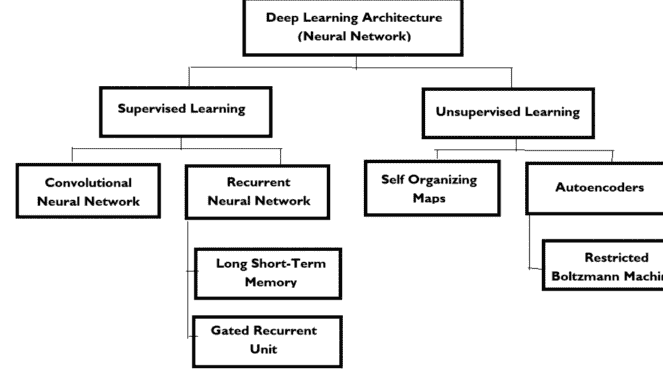 Deep Learning Architecture
(Neural Network)
Supervised Learning
Unsupervised Learning
Convolutional
Neural Network
Recurrent
Neural Network
Self Organizing
Maps
Autoencoders
Long Short-Term
Memory
Restricted
Boltzmann
Gated Recurrent
Unit